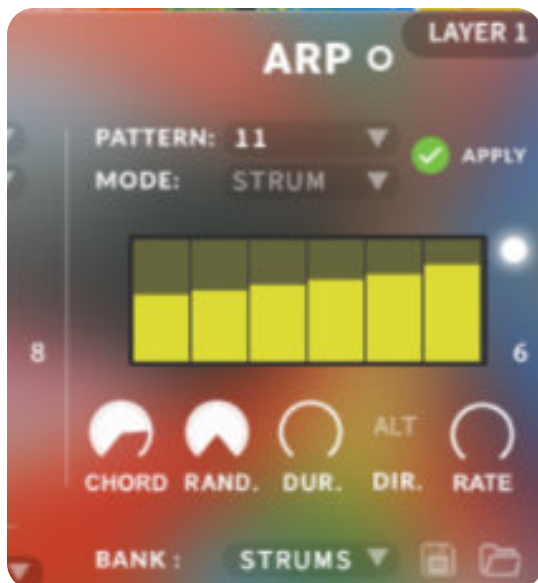 LAYER 1
ARP
PATTERN: 11
APPLY
MODE: STRUM
8
6
ALT
CHORD RAND. DUR. DIR. RATE
BANK: STRUMS